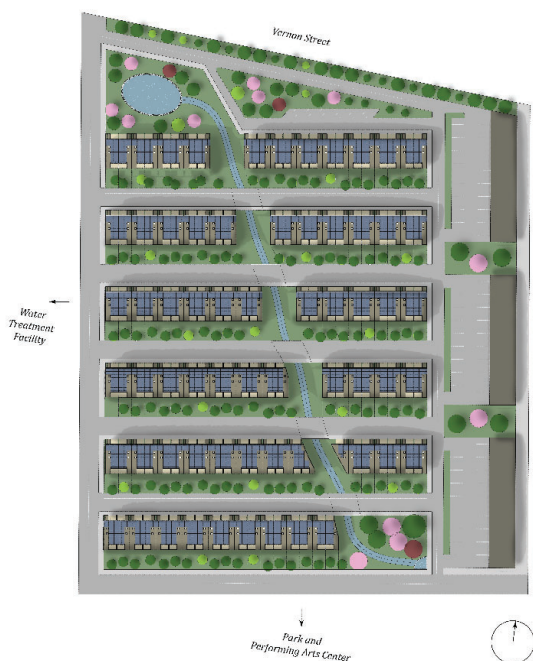 Vernon Street
Water
Treatment
Facility
Park and
Performing Arts Center